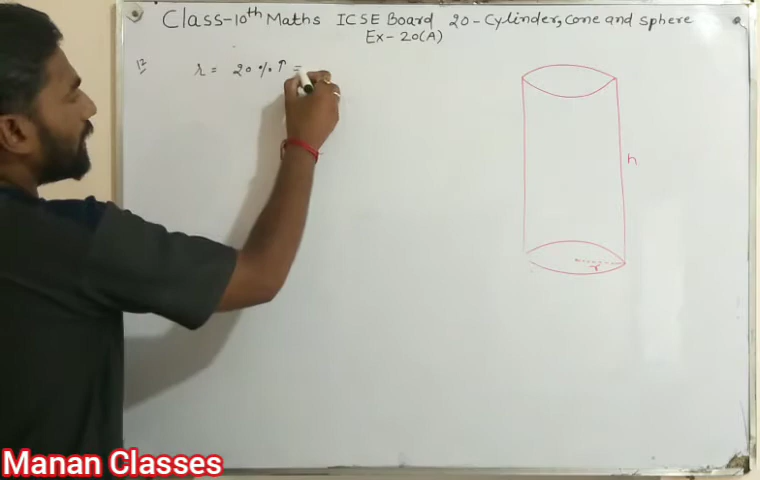 Class-10th Maths ICSE Board 20-Cylinder, Cone and sphere
Ex-20(A)
12
r = 20% ↑ =
h
r
Manan Classes